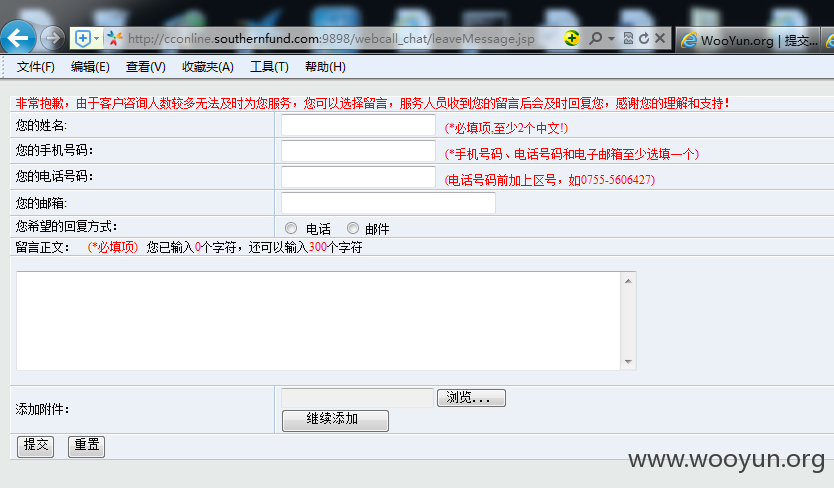 http://cconline.southernfund.com:9898/webcall_chat/leaveMessage.jsp
WooYun.org | 提交...
文件(F) 编辑(E) 查看(V) 收藏夹(A) 工具(T) 帮助(H)
非常抱歉，由于客户咨询人数较多无法及时为您服务，您可以选择留言，服务人员收到您的留言后会及时回复您，感谢您的理解和支持！
您的姓名: (*必填项,至少2个中文!)
您的手机号码： (*手机号码、电话号码和电子邮箱至少选填一个)
您的电话号码： (电话号码前加上区号，如0755-5606427)
您的邮箱:
您希望的回复方式： 电话 邮件
留言正文： (*必填项) 您已输入0个字符，还可以输入300个字符
添加附件： 浏览...
继续添加
提交 重置
www.wooyun.org